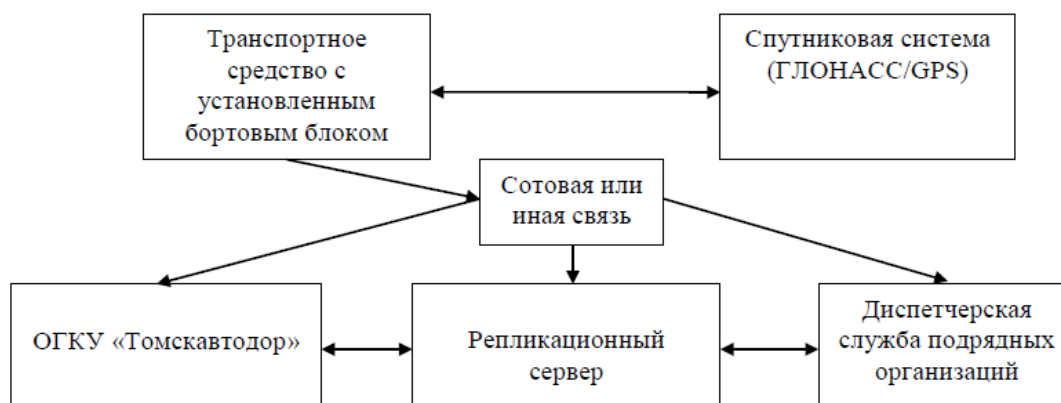 Транспортное
средство с
установленным
бортовым блоком
Спутниковая система
(ГЛОНАСС/GPS)
Сотовая или
иная связь
ОГКУ «Томскавтодор»
Репликационный
сервер
Диспетчерская
служба подрядных
организаций